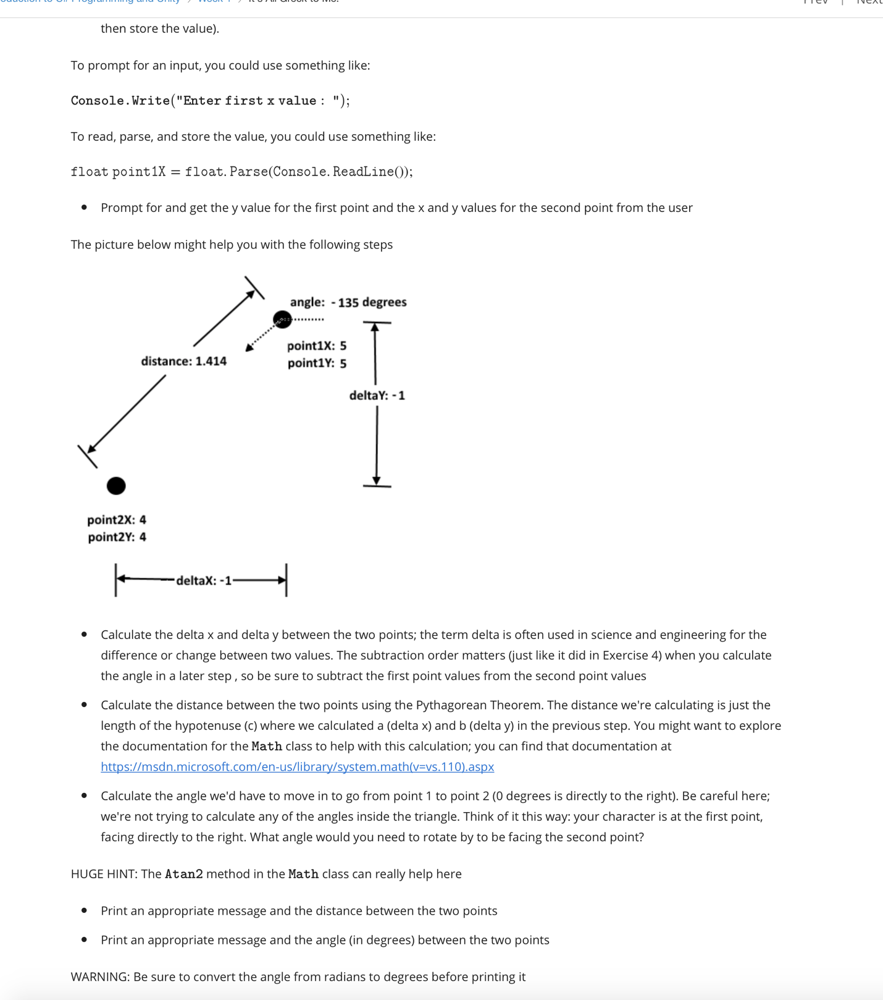 then store the value).
To prompt for an input, you could use something like:
Console.Write("Enter first x value : ");
To read, parse, and store the value, you could use something like:
float point1X = float.Parse(Console.ReadLine());
• Prompt for and get the y value for the first point and the x and y values for the second point from the user
The picture below might help you with the following steps
angle: - 135 degrees
point1X: 5
point1Y: 5
distance: 1.414
deltaY: - 1
point2X: 4
point2Y: 4
deltaX: -1
• Calculate the delta x and delta y between the two points; the term delta is often used in science and engineering for the
difference or change between two values. The subtraction order matters (just like it did in Exercise 4) when you calculate
the angle in a later step , so be sure to subtract the first point values from the second point values
• Calculate the distance between the two points using the Pythagorean Theorem. The distance we're calculating is just the
length of the hypotenuse (c) where we calculated a (delta x) and b (delta y) in the previous step. You might want to explore
the documentation for the Math class to help with this calculation; you can find that documentation at
https://msdn.microsoft.com/en-us/library/system.math(v=vs.110).aspx
• Calculate the angle we'd have to move in to go from point 1 to point 2 (0 degrees is directly to the right). Be careful here;
we're not trying to calculate any of the angles inside the triangle. Think of it this way: your character is at the first point,
facing directly to the right. What angle would you need to rotate by to be facing the second point?
HUGE HINT: The Atan2 method in the Math class can really help here
• Print an appropriate message and the distance between the two points
• Print an appropriate message and the angle (in degrees) between the two points
WARNING: Be sure to convert the angle from radians to degrees before printing it